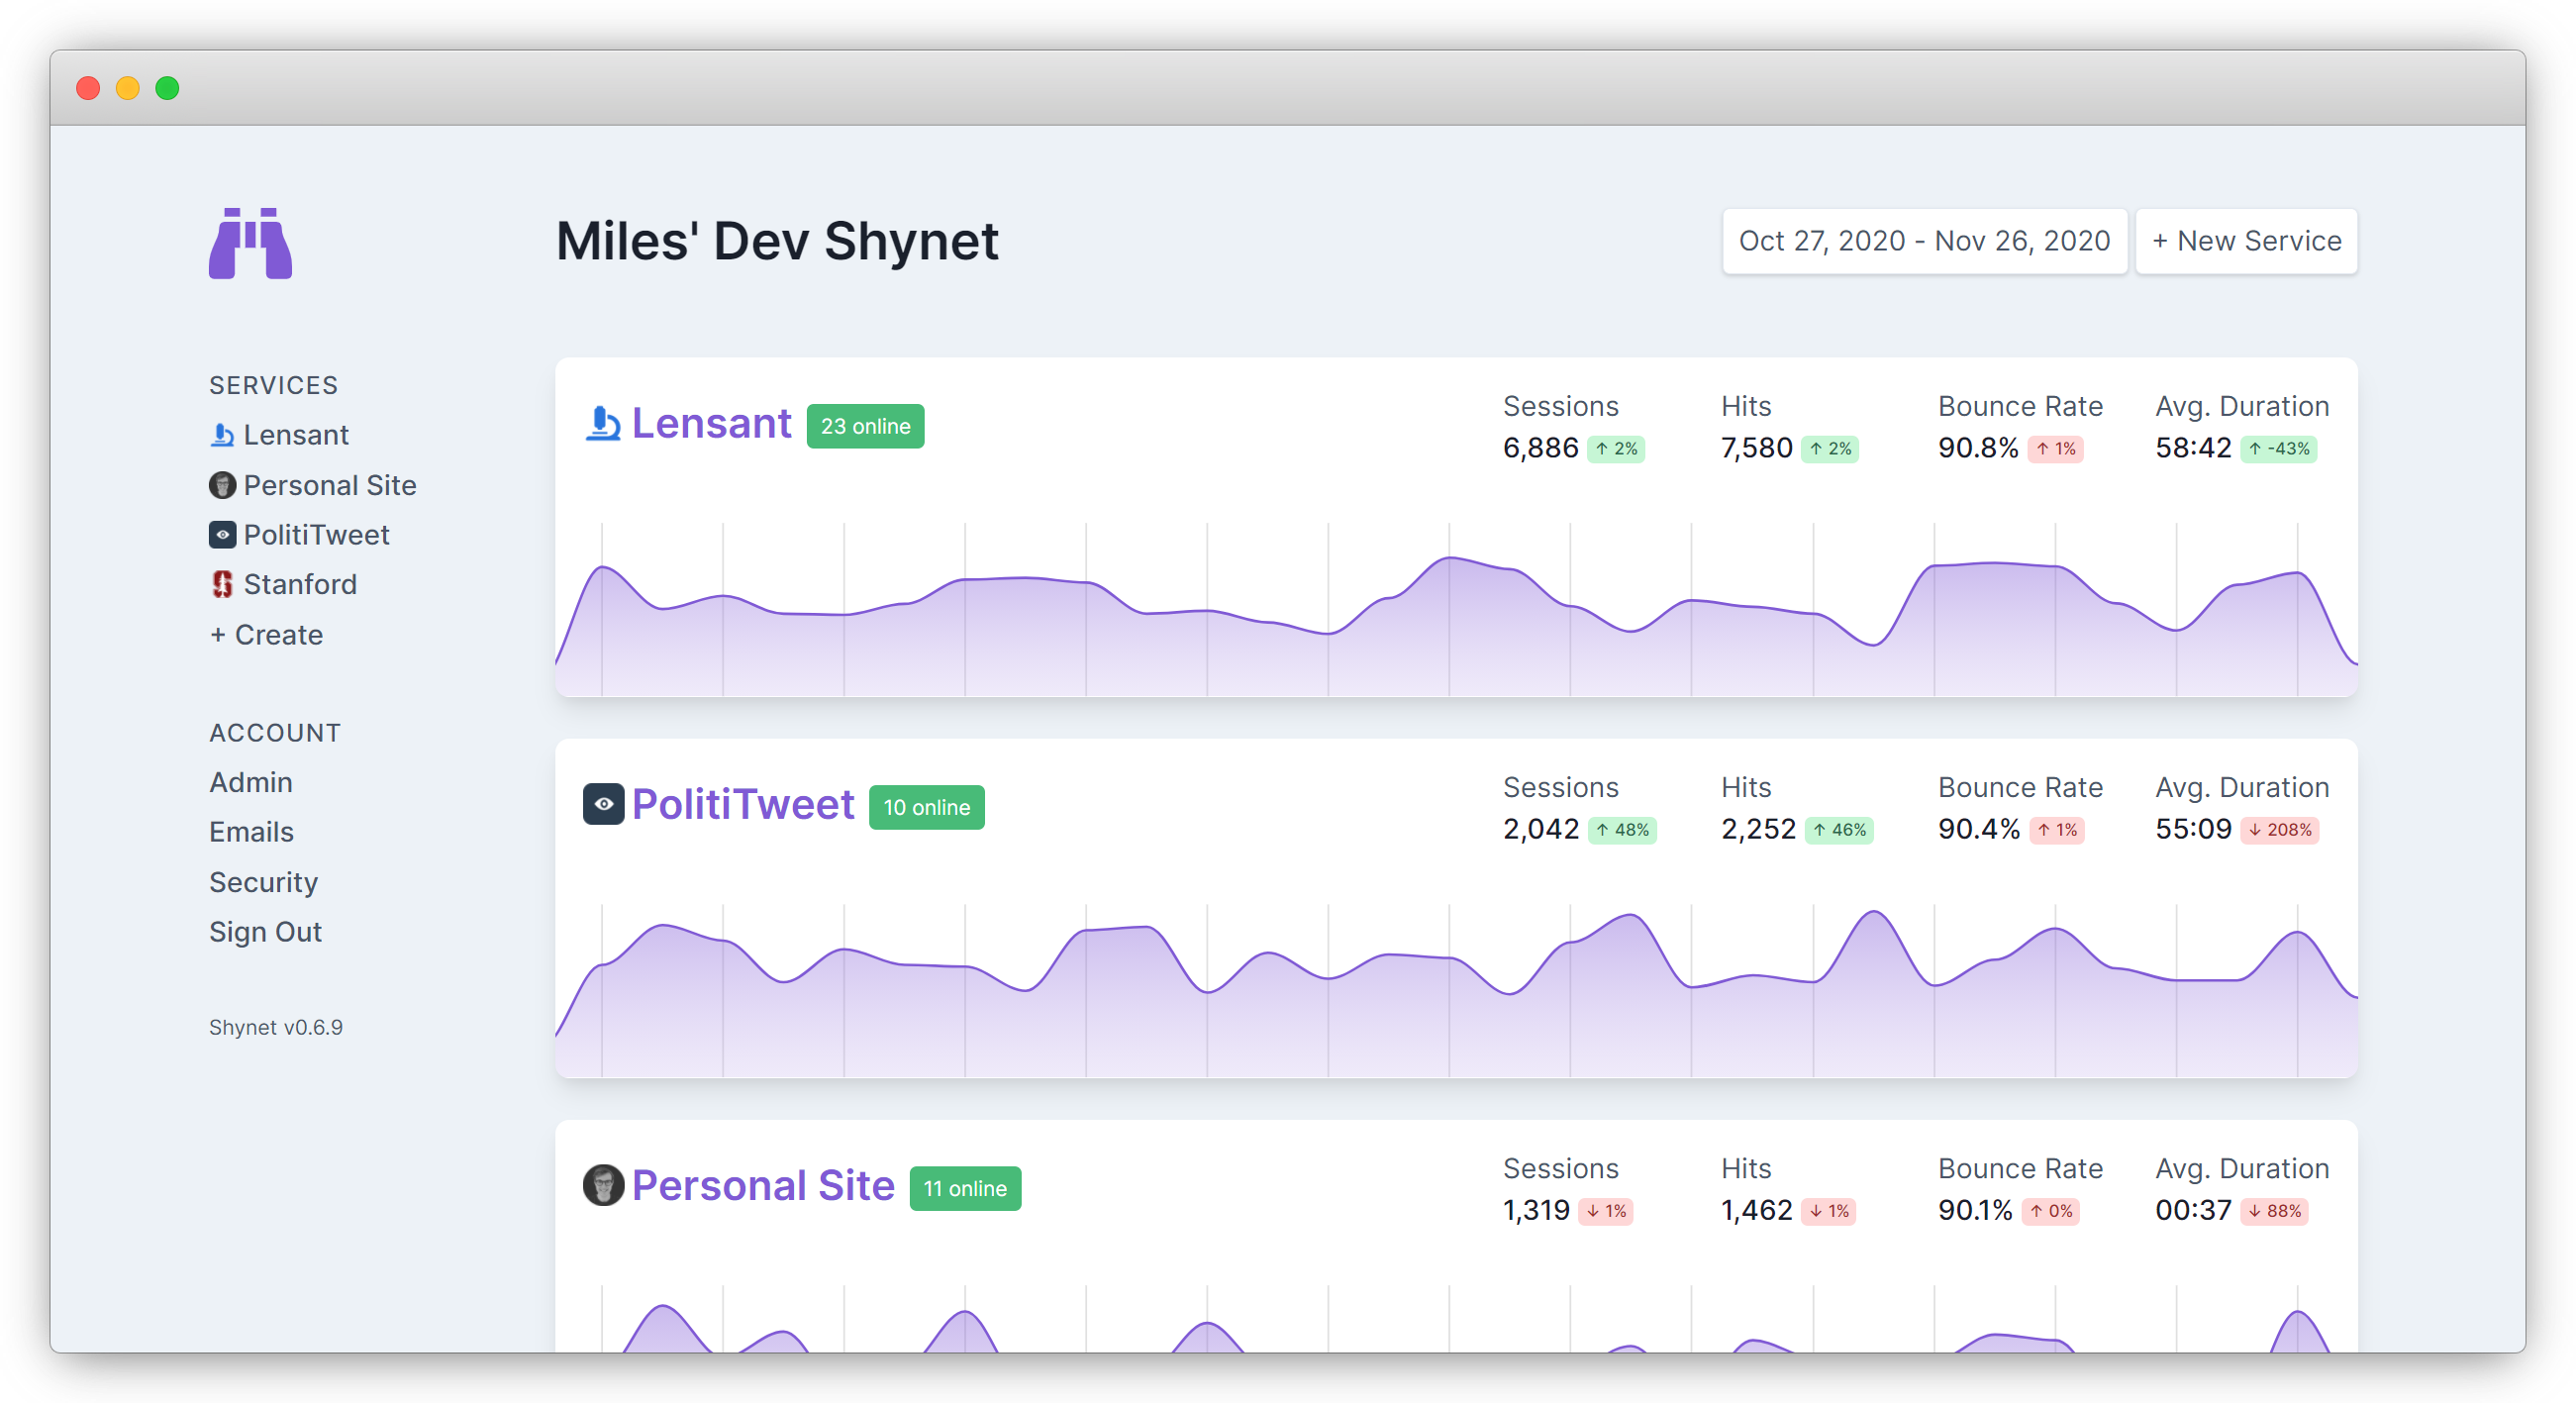 Miles' Dev Shynet
Oct 27, 2020 - Nov 26, 2020
+ New Service
SERVICES
Lensant
Personal Site
PolitiTweet
Stanford
+ Create
ACCOUNT
Admin
Emails
Security
Sign Out
Shynet v0.6.9
Lensant 23 online
Sessions Hits Bounce Rate Avg. Duration
6,886 ↑ 2% 7,580 ↑ 2% 90.8% ↑ 1% 58:42 ↑ -43%
PolitiTweet 10 online
Sessions Hits Bounce Rate Avg. Duration
2,042 ↑ 48% 2,252 ↑ 46% 90.4% ↑ 1% 55:09 ↓ 208%
Personal Site 11 online
Sessions Hits Bounce Rate Avg. Duration
1,319 ↓ 1% 1,462 ↓ 1% 90.1% ↑ 0% 00:37 ↓ 88%